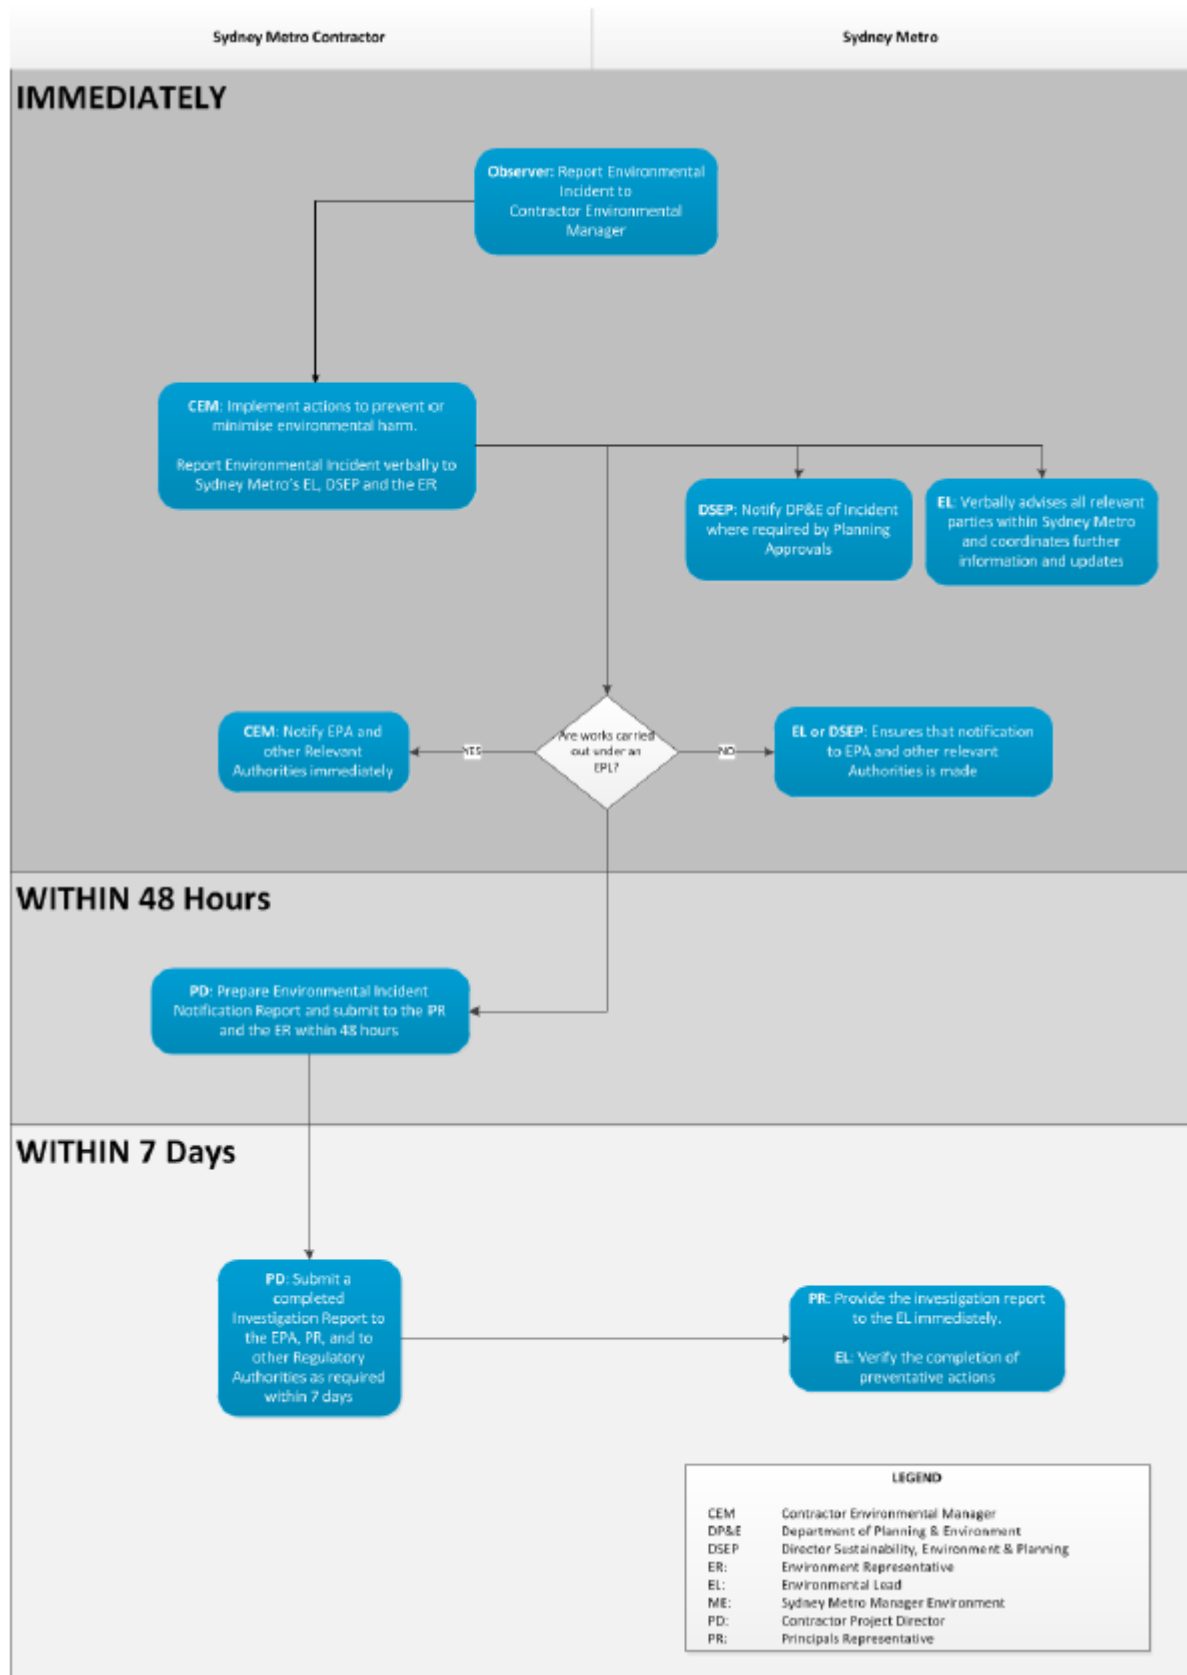 Sydney Metro Contractor
Sydney Metro
IMMEDIATELY
Observer: Report Environmental
Incident to
Contractor Environmental
Manager
CEM: Implement actions to prevent or
minimise environmental harm.
Report Environmental Incident verbally to
Sydney Metro's EL, DSEP and the ER
DSEP: Notify DP&E of Incident
where required by Planning
Approvals
EL: Verbally advises all relevant
parties within Sydney Metro
and coordinates further
information and updates
CEM: Notify EPA and
other Relevant
Authorities immediately
YES
Are works carried
out under an
EPL?
NO
EL or DSEP: Ensures that notification
to EPA and other relevant
Authorities is made
WITHIN 48 Hours
PD: Prepare Environmental Incident
Notification Report and submit to the PR
and the ER within 48 hours
WITHIN 7 Days
PD: Submit a
completed
Investigation Report to
the EPA, PR, and to
other Regulatory
Authorities as required
within 7 days
PR: Provide the investigation report
to the EL immediately.
EL: Verify the completion of
preventative actions
LEGEND
CEM Contractor Environmental Manager
DP&E Department of Planning & Environment
DSEP Director Sustainability, Environment & Planning
ER: Environment Representative
EL: Environmental Lead
ME: Sydney Metro Manager Environment
PD: Contractor Project Director
PR: Principals Representative